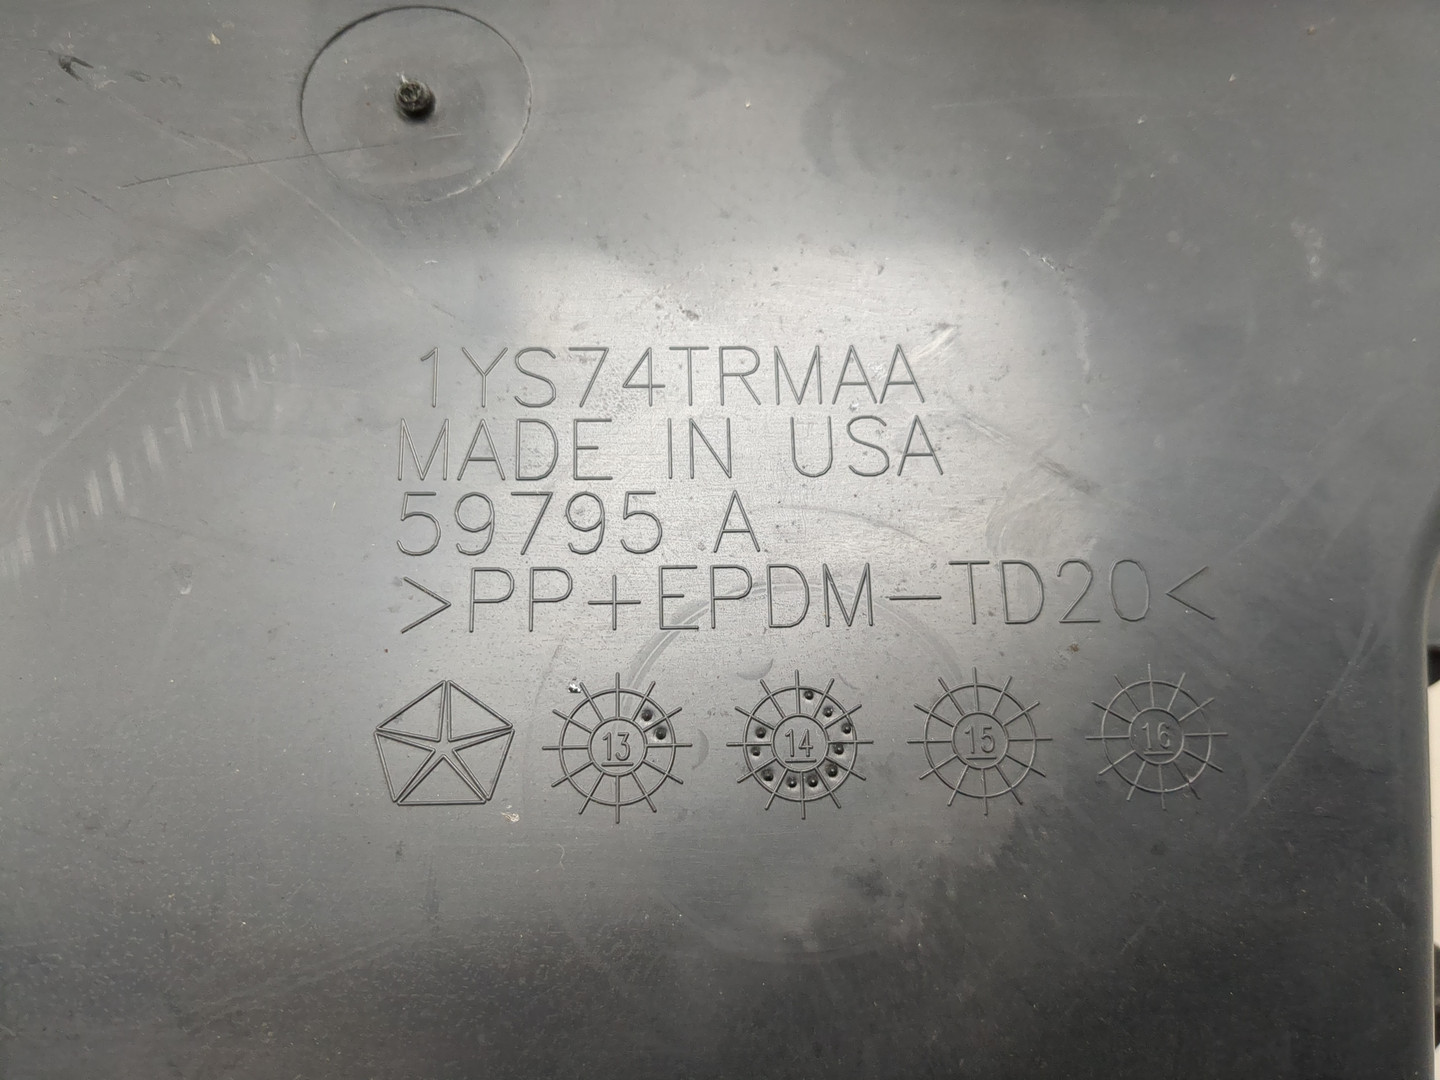 1YS74TRMAA
MADE IN USA
59795 A
>PP+EPDM-TD20<
13 14 15 16